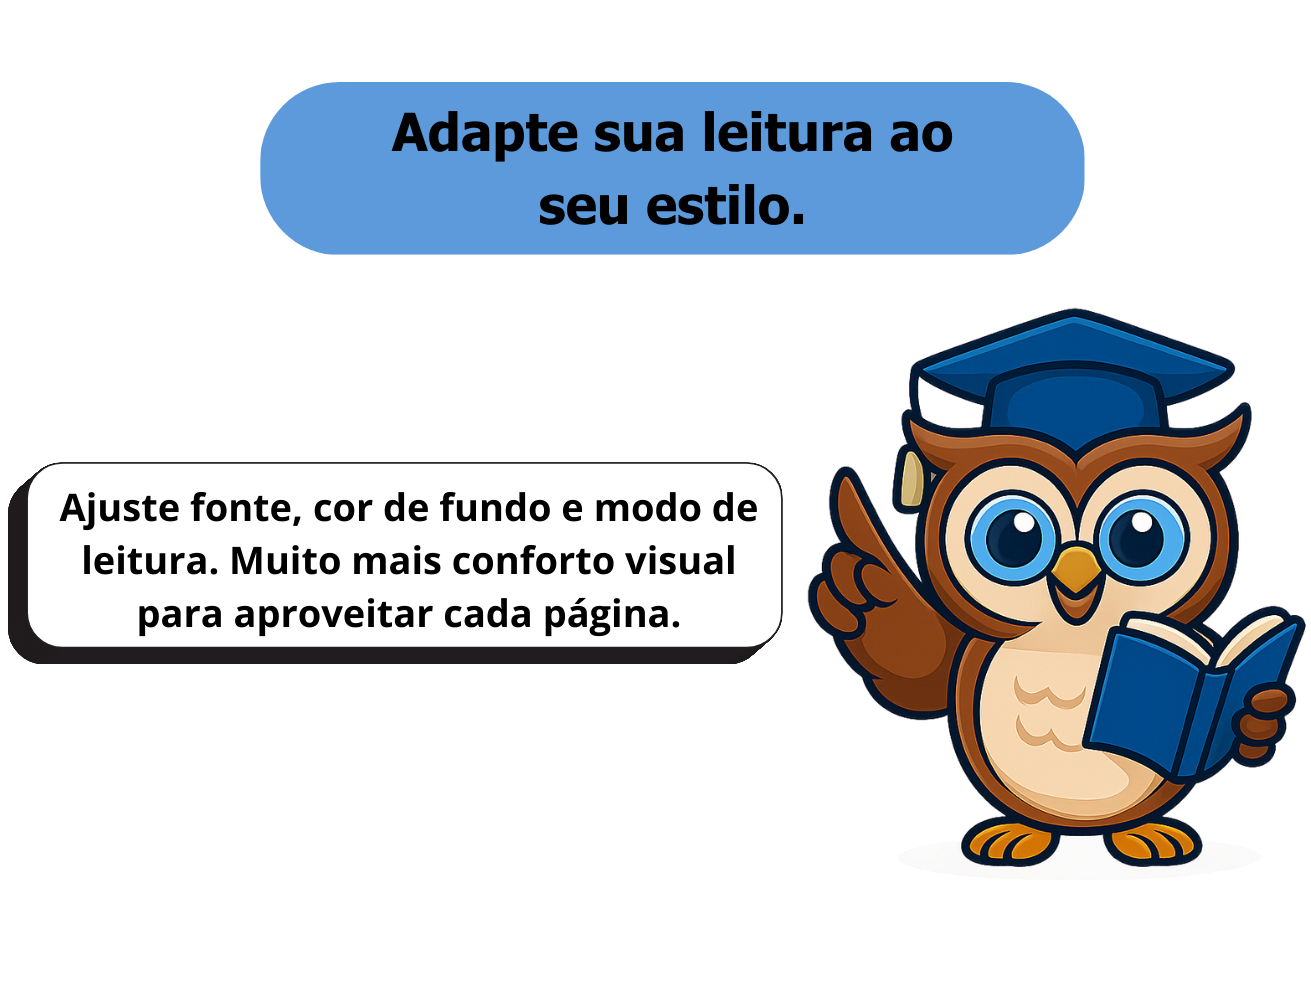 Adapte sua leitura ao
seu estilo.
Ajuste fonte, cor de fundo e modo de
leitura. Muito mais conforto visual
para aproveitar cada página.